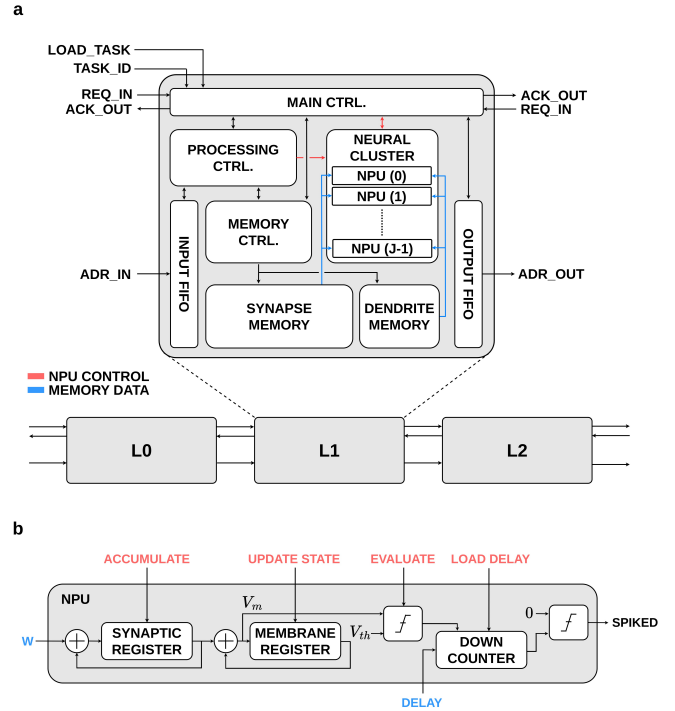 a
LOAD_TASK
TASK_ID
REQ_IN
ACK_OUT
MAIN CTRL.
ACK_OUT
REQ_IN
PROCESSING
CTRL.
NEURAL
CLUSTER
NPU (0)
NPU (1)
NPU (J-1)
MEMORY
CTRL.
INPUT FIFO
OUTPUT FIFO
ADR_IN
ADR_OUT
SYNAPSE
MEMORY
DENDRITE
MEMORY
NPU CONTROL
MEMORY DATA
L0
L1
L2
b
ACCUMULATE
UPDATE STATE
EVALUATE
LOAD DELAY
NPU
W
SYNAPTIC
REGISTER
Vm
MEMBRANE
REGISTER
Vth
DOWN
COUNTER
0
SPIKED
DELAY